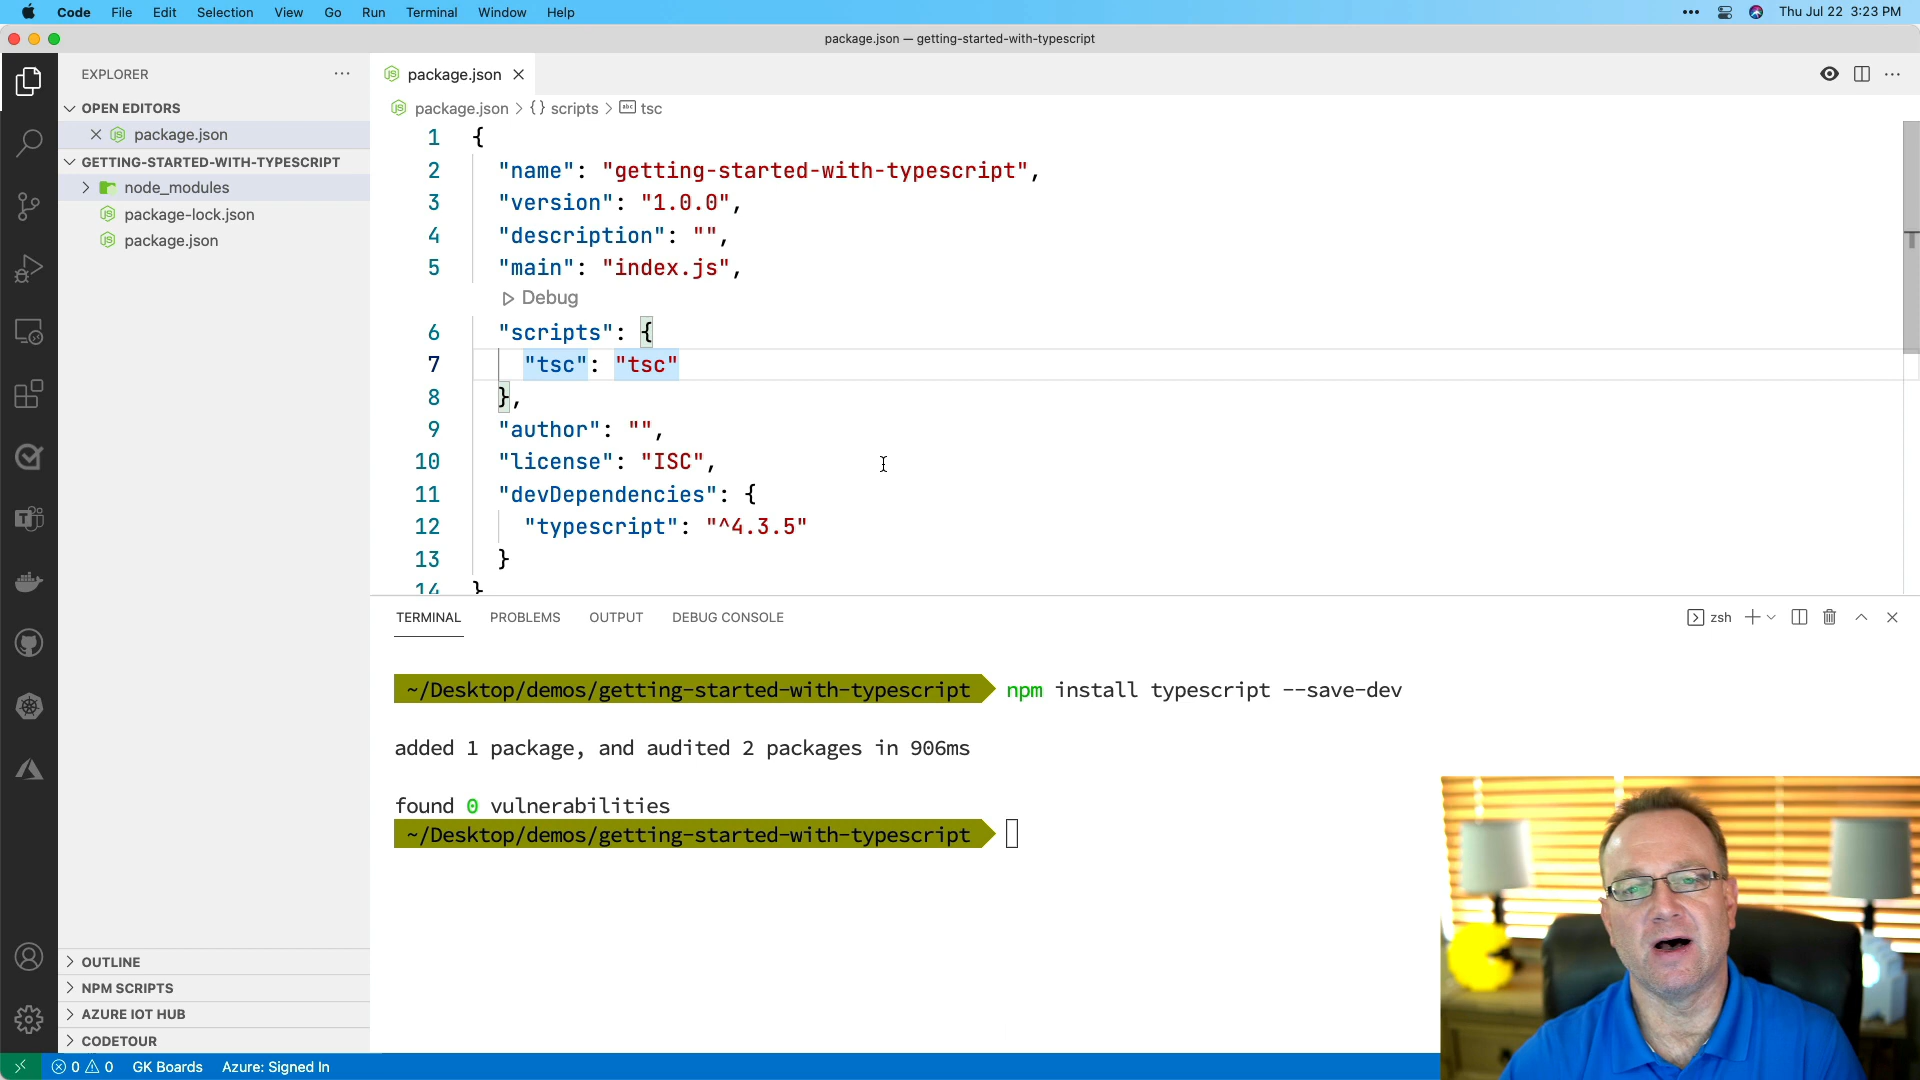 Code File Edit Selection View Go Run Terminal Window Help
Thu Jul 22 3:23 PM
package.json — getting-started-with-typescript
EXPLORER
OPEN EDITORS
package.json
GETTING-STARTED-WITH-TYPESCRIPT
node_modules
package-lock.json
package.json
OUTLINE
NPM SCRIPTS
AZURE IOT HUB
CODETOUR
package.json
package.json > {} scripts > abc tsc
1 {
2 "name": "getting-started-with-typescript",
3 "version": "1.0.0",
4 "description": "",
5 "main": "index.js",
Debug
6 "scripts": {
7 "tsc": "tsc"
8 },
9 "author": "",
10 "license": "ISC",
11 "devDependencies": {
12 "typescript": "^4.3.5"
13 }
14 }
TERMINAL PROBLEMS OUTPUT DEBUG CONSOLE
zsh
~/Desktop/demos/getting-started-with-typescript npm install typescript --save-dev
added 1 package, and audited 2 packages in 906ms
found 0 vulnerabilities
~/Desktop/demos/getting-started-with-typescript
0 0 GK Boards Azure: Signed In